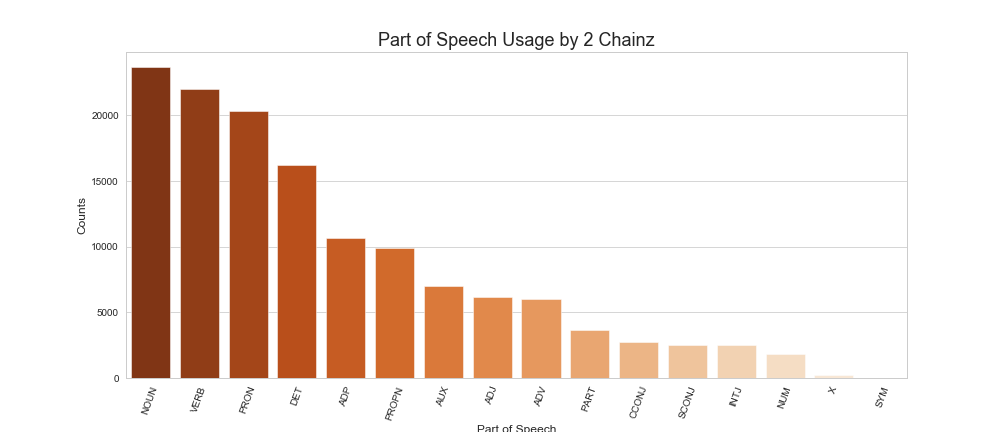 Part of Speech Usage by 2 Chainz
Counts
20000
15000
10000
5000
0
NOUN
VERB
PRON
DET
ADP
PROPN
AUX
ADJ
ADV
PART
CCONJ
SCONJ
INTJ
NUM
X
SYM
Part of Speech